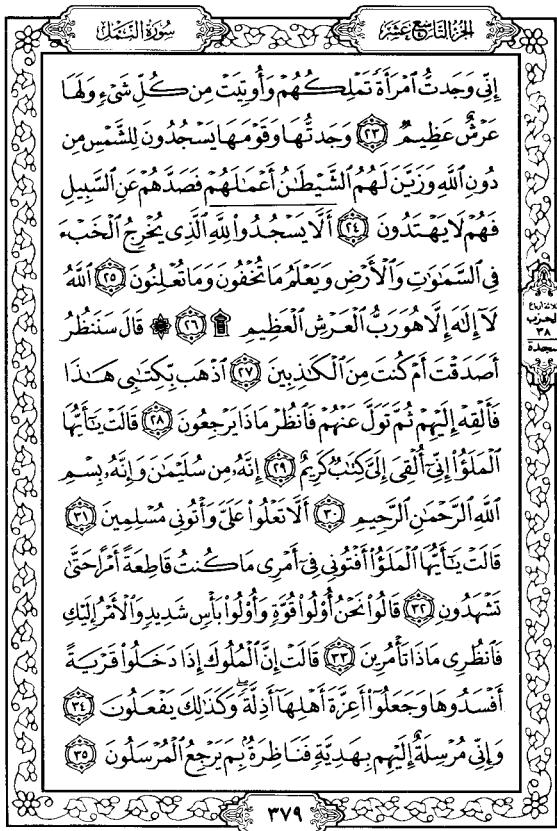 الجزء التاسع عشر
سورة النمل
إِنِّي وَجَدتُّ ٱمْرَأَةً تَمْلِكُهُمْ وَأُوتِيَتْ مِن كُلِّ شَىْءٍ وَلَهَا
عَرْشٌ عَظِيمٌ ٢٣ وَجَدتُّهَا وَقَوْمَهَا يَسْجُدُونَ لِلشَّمْسِ مِن
دُونِ ٱللَّهِ وَزَيَّنَ لَهُمُ ٱلشَّيْطَٰنُ أَعْمَٰلَهُمْ فَصَدَّهُمْ عَنِ ٱلسَّبِيلِ
فَهُمْ لَا يَهْتَدُونَ ٢٤ أَلَّا يَسْجُدُوا۟ لِلَّهِ ٱلَّذِى يُخْرِجُ ٱلْخَبْءَ
فِى ٱلسَّمَٰوَٰتِ وَٱلْأَرْضِ وَيَعْلَمُ مَا تُخْفُونَ وَمَا تُعْلِنُونَ ٢٥ ٱللَّهُ
لَآ إِلَٰهَ إِلَّا هُوَ رَبُّ ٱلْعَرْشِ ٱلْعَظِيمِ ۩ ٢٦ ۞ قَالَ سَنَنظُرُ
أَصَدَقْتَ أَمْ كُنتَ مِنَ ٱلْكَٰذِبِينَ ٢٧ ٱذْهَب بِّكِتَٰبِى هَٰذَا
فَأَلْقِهْ إِلَيْهِمْ ثُمَّ تَوَلَّ عَنْهُمْ فَٱنظُرْ مَاذَا يَرْجِعُونَ ٢٨ قَالَتْ يَٰٓأَيُّهَا
ٱلْمَلَؤُا۟ إِنِّىٓ أُلْقِىَ إِلَىَّ كِتَٰبٌ كَرِيمٌ ٢٩ إِنَّهُۥ مِن سُلَيْمَٰنَ وَإِنَّهُۥ بِسْمِ
ٱللَّهِ ٱلرَّحْمَٰنِ ٱلرَّحِيمِ ٣٠ أَلَّا تَعْلُوا۟ عَلَىَّ وَأْتُونِى مُسْلِمِينَ ٣١
قَالَتْ يَٰٓأَيُّهَا ٱلْمَلَؤُا۟ أَفْتُونِى فِىٓ أَمْرِى مَا كُنتُ قَاطِعَةً أَمْرًا حَتَّىٰ
تَشْهَدُونِ ٣٢ قَالُوا۟ نَحْنُ أُو۟لُوا۟ قُوَّةٍ وَأُو۟لُوا۟ بَأْسٍ شَدِيدٍ وَٱلْأَمْرُ إِلَيْكِ
فَٱنظُرِى مَاذَا تَأْمُرِينَ ٣٣ قَالَتْ إِنَّ ٱلْمُلُوكَ إِذَا دَخَلُوا۟ قَرْيَةً
أَفْسَدُوهَا وَجَعَلُوٓا۟ أَعِزَّةَ أَهْلِهَآ أَذِلَّةً ۖ وَكَذَٰلِكَ يَفْعَلُونَ ٣٤
وَإِنِّى مُرْسِلَةٌ إِلَيْهِم بِهَدِيَّةٍ فَنَاظِرَةٌۢ بِمَ يَرْجِعُ ٱلْمُرْسَلُونَ ٣٥
الحزب
٣٨
سجدة
٣٧٩